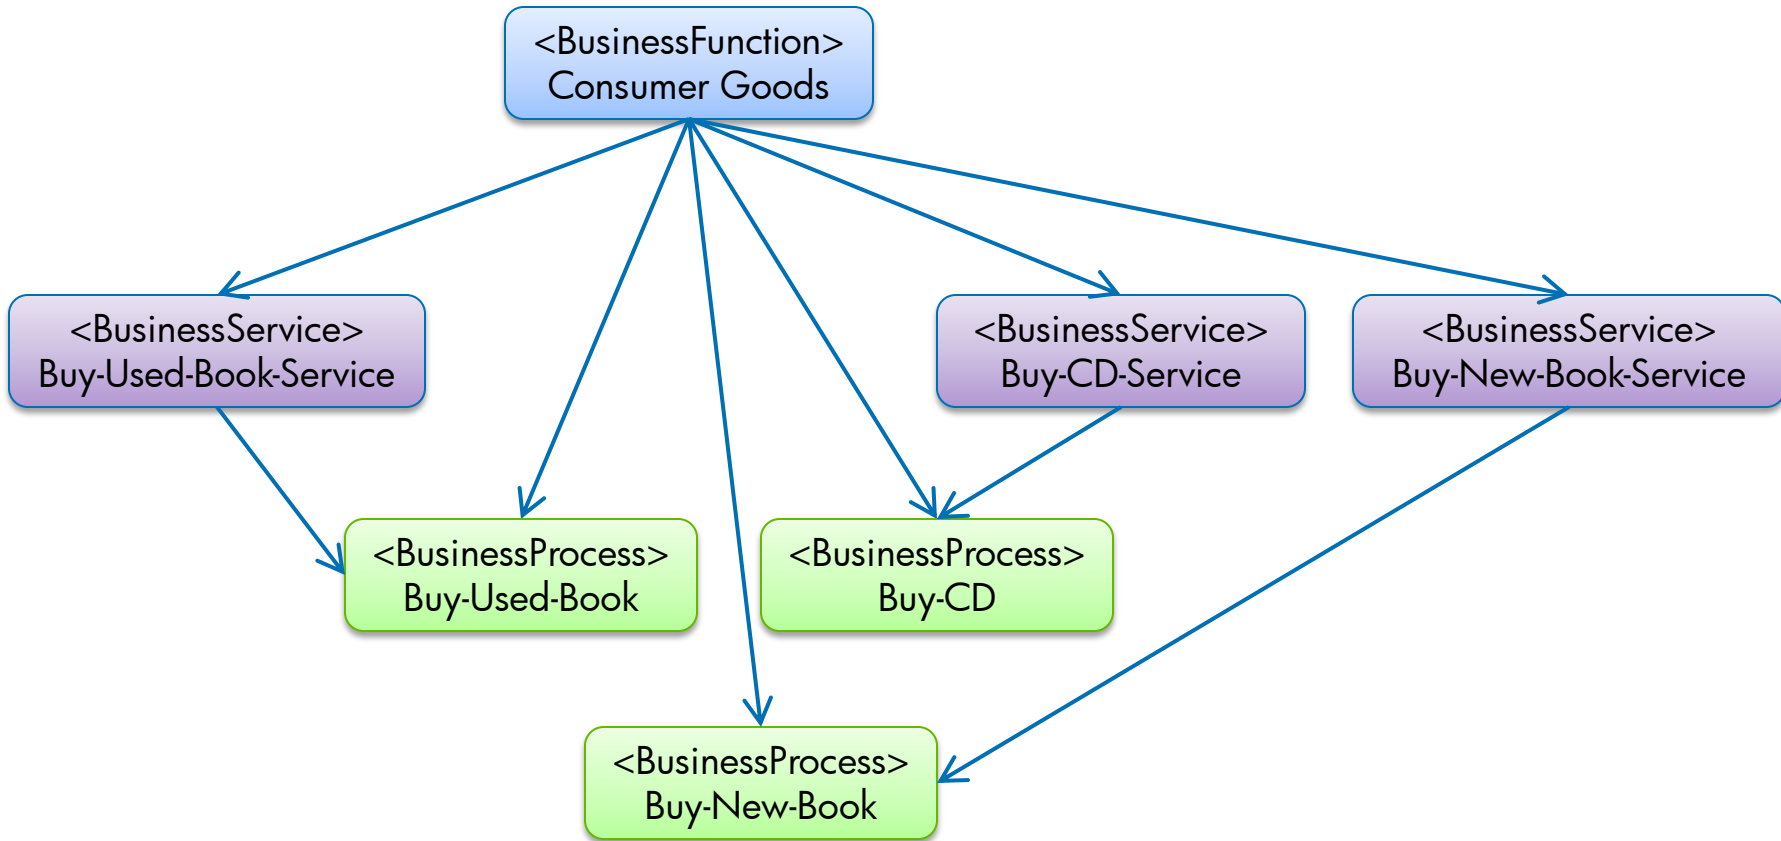 <BusinessFunction>
Consumer Goods
<BusinessService>
Buy-Used-Book-Service
<BusinessService>
Buy-CD-Service
<BusinessService>
Buy-New-Book-Service
<BusinessProcess>
Buy-Used-Book
<BusinessProcess>
Buy-CD
<BusinessProcess>
Buy-New-Book